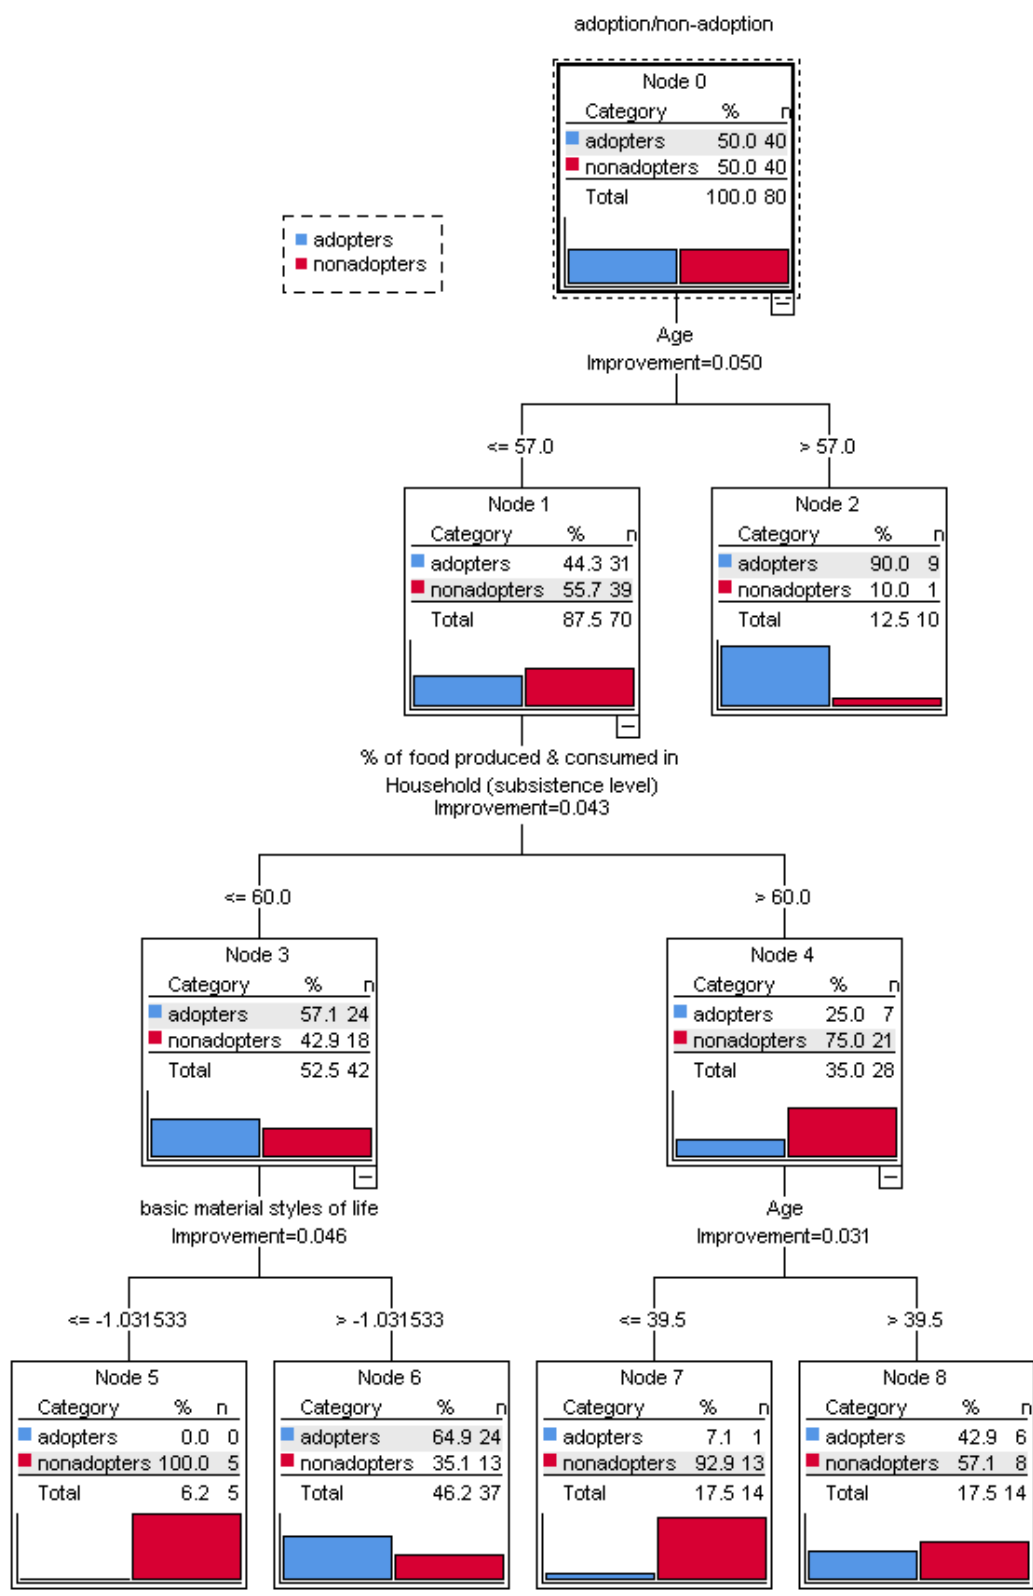 adoption/non-adoption
Node 0
Category % n
adopters 50.0 40
nonadopters 50.0 40
Total 100.0 80
adopters
nonadopters
Age
Improvement=0.050
<= 57.0
> 57.0
Node 1
Category % n
adopters 44.3 31
nonadopters 55.7 39
Total 87.5 70
Node 2
Category % n
adopters 90.0 9
nonadopters 10.0 1
Total 12.5 10
% of food produced & consumed in
Household (subsistence level)
Improvement=0.043
<= 60.0
> 60.0
Node 3
Category % n
adopters 57.1 24
nonadopters 42.9 18
Total 52.5 42
Node 4
Category % n
adopters 25.0 7
nonadopters 75.0 21
Total 35.0 28
basic material styles of life
Improvement=0.046
Age
Improvement=0.031
<= -1.031533
> -1.031533
<= 39.5
> 39.5
Node 5
Category % n
adopters 0.0 0
nonadopters 100.0 5
Total 6.2 5
Node 6
Category % n
adopters 64.9 24
nonadopters 35.1 13
Total 46.2 37
Node 7
Category % n
adopters 7.1 1
nonadopters 92.9 13
Total 17.5 14
Node 8
Category % n
adopters 42.9 6
nonadopters 57.1 8
Total 17.5 14